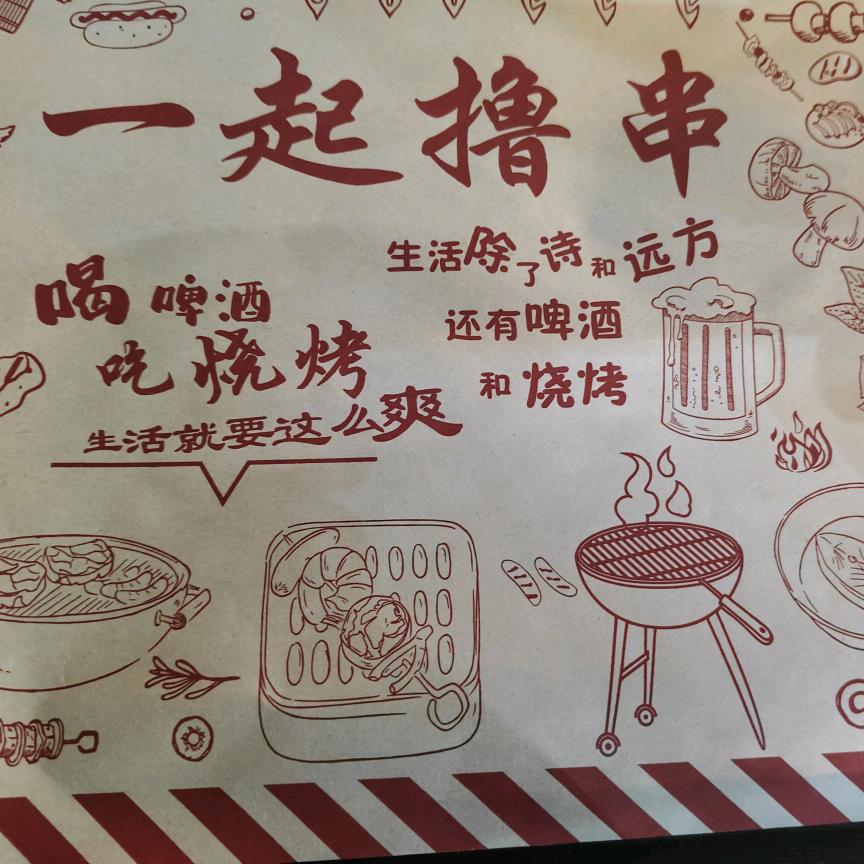 一起撸串
喝啤酒
吃烧烤
生活就要这么爽
生活除了诗和远方
还有啤酒
和烧烤